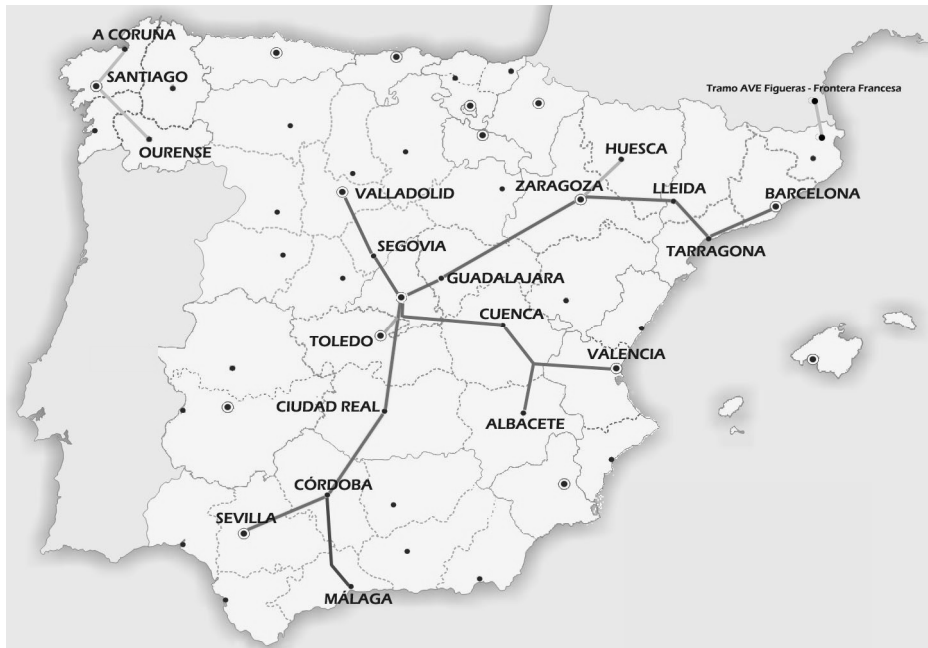 A CORUÑA
SANTIAGO
OURENSE
Tramo AVE Figueras - Frontera Francesa
HUESCA
VALLADOLID
ZARAGOZA
LLEIDA
BARCELONA
SEGOVIA
TARRAGONA
GUADALAJARA
CUENCA
TOLEDO
VALENCIA
CIUDAD REAL
ALBACETE
CÓRDOBA
SEVILLA
MÁLAGA